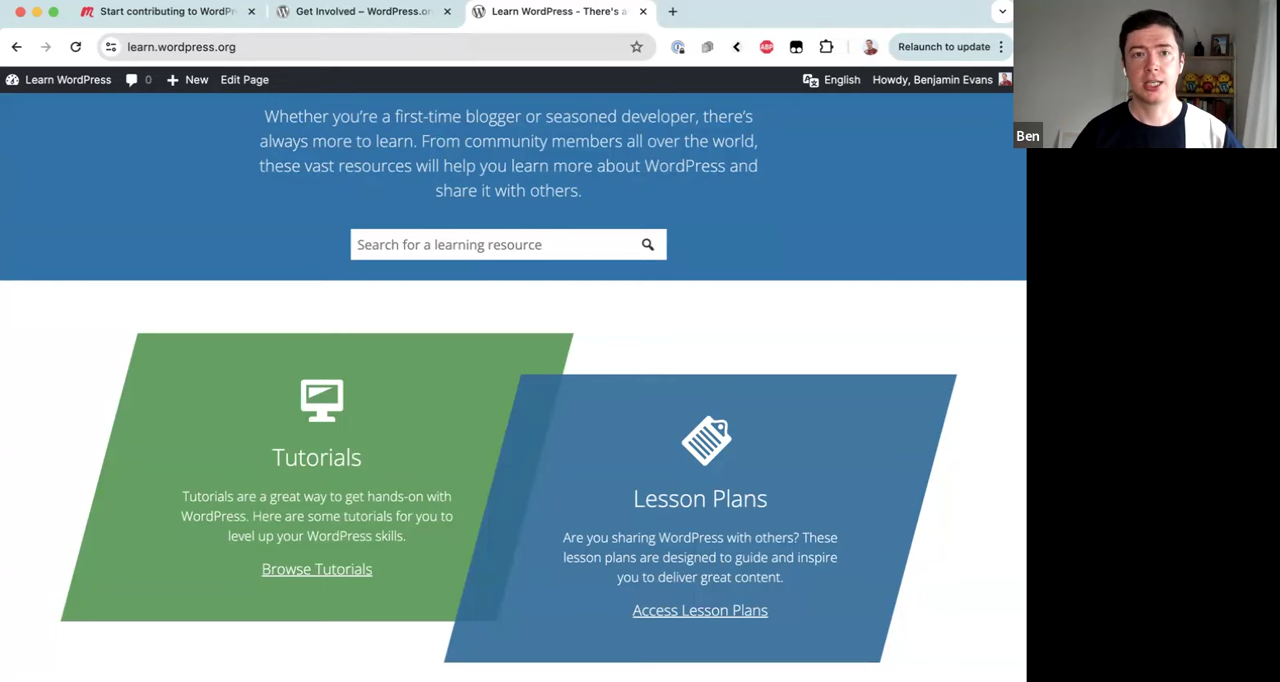 Start contributing to WordPr
Get Involved – WordPress.or
Learn WordPress - There's a
learn.wordpress.org
ABP
Relaunch to update
Learn WordPress
0
New
Edit Page
English
Howdy, Benjamin Evans
Ben
Whether you're a first-time blogger or seasoned developer, there's
always more to learn. From community members all over the world,
these vast resources will help you learn more about WordPress and
share it with others.
Search for a learning resource
Tutorials
Tutorials are a great way to get hands-on with
WordPress. Here are some tutorials for you to
level up your WordPress skills.
Browse Tutorials
Lesson Plans
Are you sharing WordPress with others? These
lesson plans are designed to guide and inspire
you to deliver great content.
Access Lesson Plans